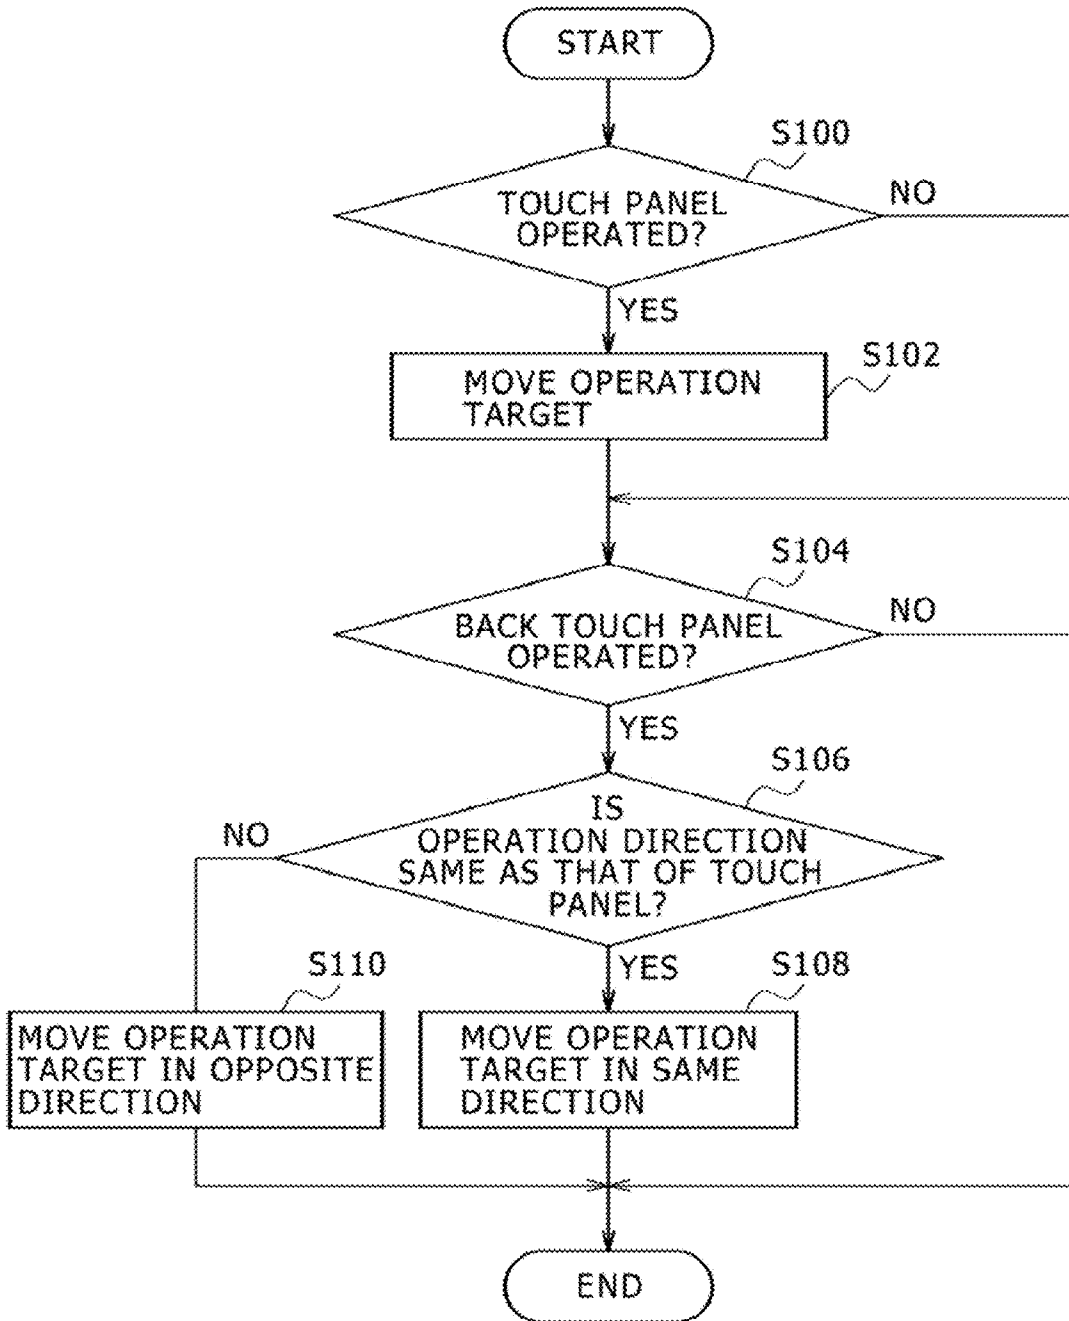 START
S100
TOUCH PANEL
OPERATED?
NO
YES
S102
MOVE OPERATION
TARGET
S104
BACK TOUCH PANEL
OPERATED?
NO
YES
S106
IS
OPERATION DIRECTION
SAME AS THAT OF TOUCH
PANEL?
NO
YES
S110
MOVE OPERATION
TARGET IN OPPOSITE
DIRECTION
S108
MOVE OPERATION
TARGET IN SAME
DIRECTION
END